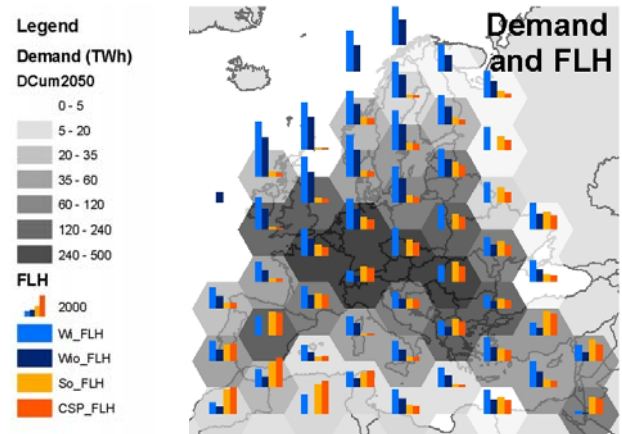 Legend
Demand (TWh)
DCum2050
0 - 5
5 - 20
20 - 35
35 - 60
60 - 120
120 - 240
240 - 500
FLH
2000
Wi_FLH
Wio_FLH
So_FLH
CSP_FLH
Demand
and FLH